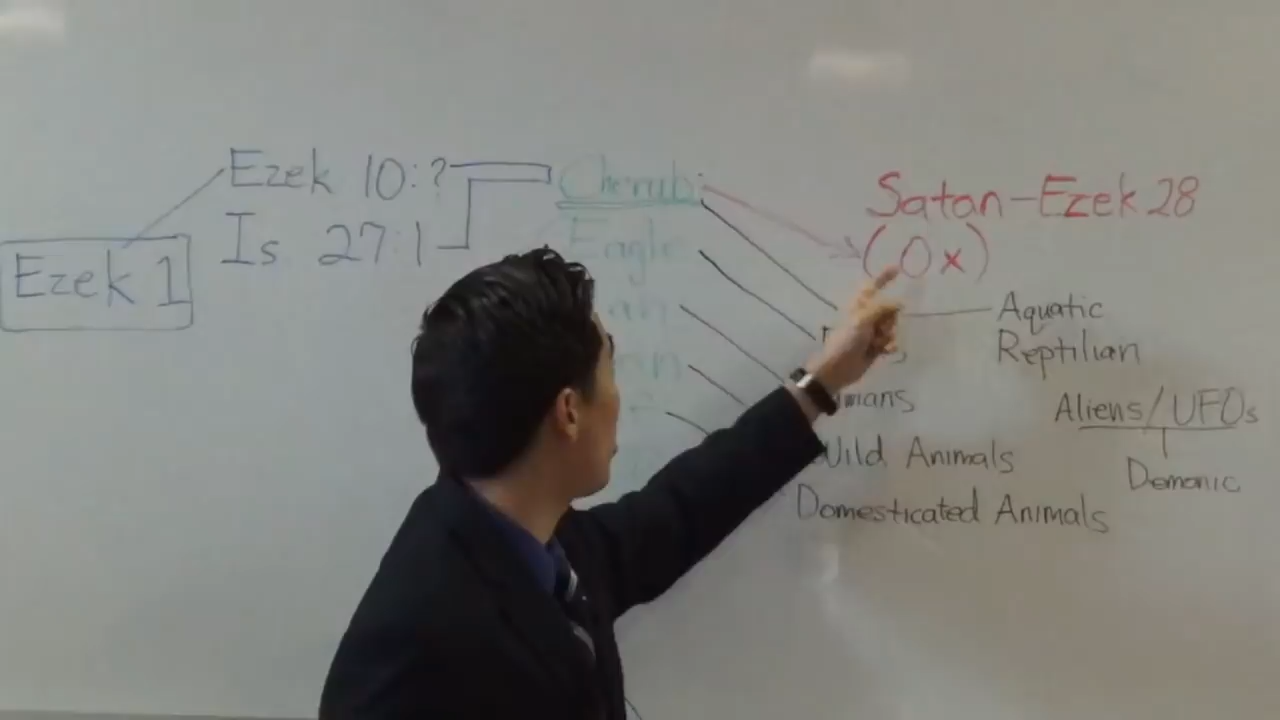 Ezek 10:?
Is 27:1
Ezek 1
Cherub
Eagle
Satan-Ezek 28
(Ox)
Aquatic
Reptilian
Aliens/UFOs
Demonic
Wild Animals
Domesticated Animals